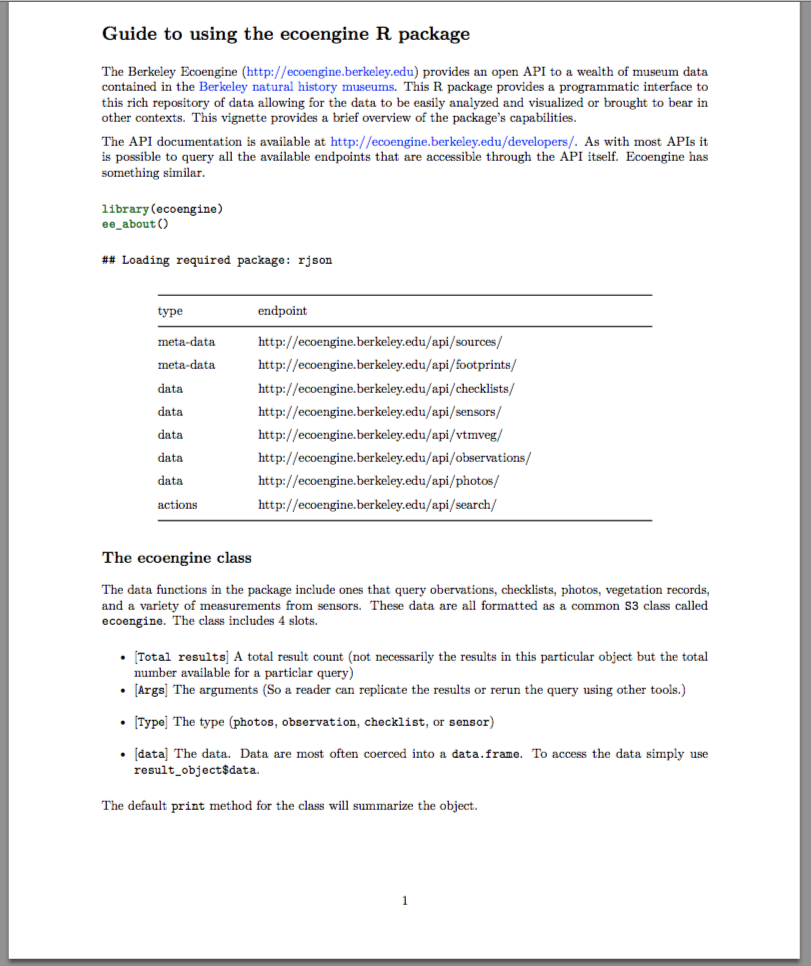 Guide to using the ecoengine R package
The Berkeley Ecoengine (http://ecoengine.berkeley.edu) provides an open API to a wealth of museum data
contained in the Berkeley natural history museums. This R package provides a programmatic interface to
this rich repository of data allowing for the data to be easily analyzed and visualized or brought to bear in
other contexts. This vignette provides a brief overview of the package's capabilities.
The API documentation is available at http://ecoengine.berkeley.edu/developers/. As with most APIs it
is possible to query all the available endpoints that are accessible through the API itself. Ecoengine has
something similar.
library(ecoengine)
ee_about()
## Loading required package: rjson
type endpoint
meta-data http://ecoengine.berkeley.edu/api/sources/
meta-data http://ecoengine.berkeley.edu/api/footprints/
data http://ecoengine.berkeley.edu/api/checklists/
data http://ecoengine.berkeley.edu/api/sensors/
data http://ecoengine.berkeley.edu/api/vtmveg/
data http://ecoengine.berkeley.edu/api/observations/
data http://ecoengine.berkeley.edu/api/photos/
actions http://ecoengine.berkeley.edu/api/search/
The ecoengine class
The data functions in the package include ones that query obervations, checklists, photos, vegetation records,
and a variety of measurements from sensors. These data are all formatted as a common S3 class called
ecoengine. The class includes 4 slots.
• [Total results] A total result count (not necessarily the results in this particular object but the total
number available for a particlar query)
• [Args] The arguments (So a reader can replicate the results or rerun the query using other tools.)
• [Type] The type (photos, observation, checklist, or sensor)
• [data] The data. Data are most often coerced into a data.frame. To access the data simply use
result_object$data.
The default print method for the class will summarize the object.
1